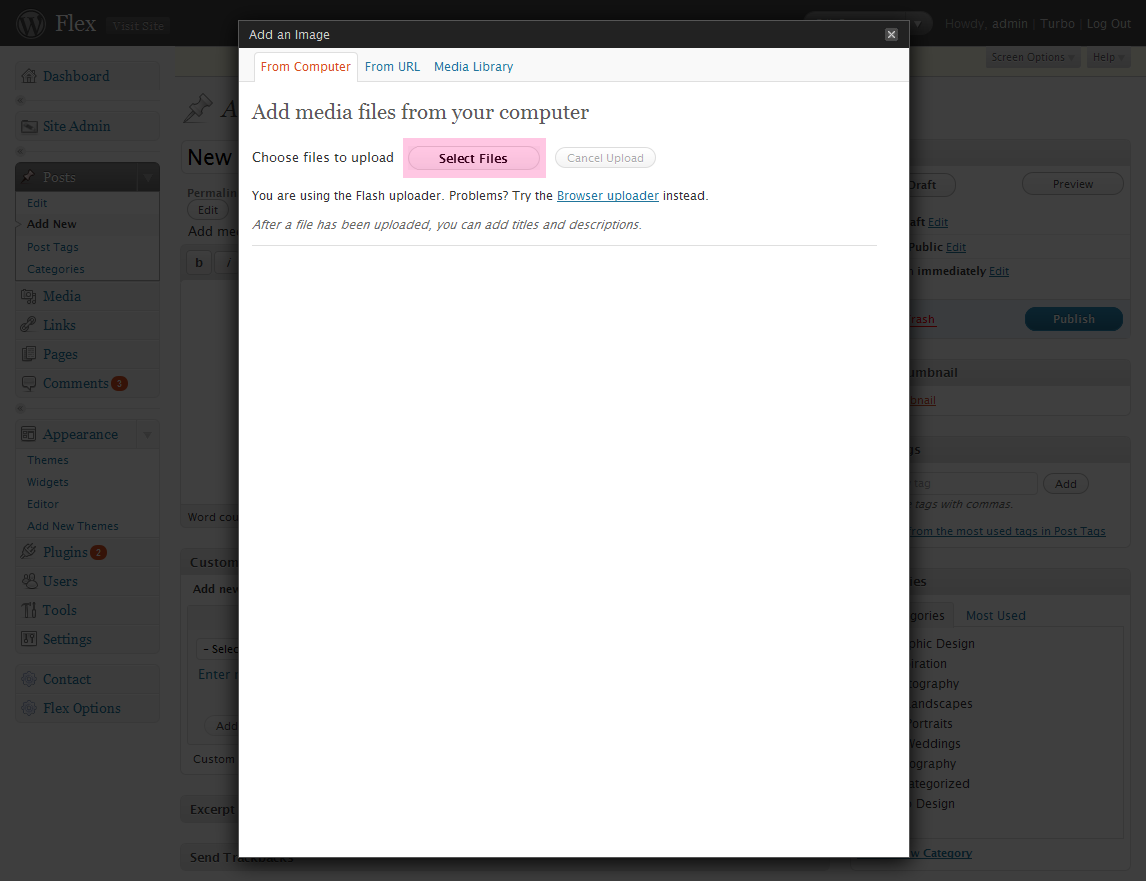 Flex
Visit Site
Howdy, admin | Turbo | Log Out
Screen Options
Help
Dashboard
Site Admin
Posts
Edit
Add New
Post Tags
Categories
Media
Links
Pages
Comments 3
Appearance
Themes
Widgets
Editor
Add New Themes
Plugins 2
Users
Tools
Settings
Contact
Flex Options
A
New
Permalin
Edit
Add me
b i
Word cou
Custom
Add new
- Selec
Enter
Add
Custom
Excerpt
Send Trackbacks
Add an Image
From Computer From URL Media Library
Add media files from your computer
Choose files to upload Select Files Cancel Upload
You are using the Flash uploader. Problems? Try the Browser uploader instead.
After a file has been uploaded, you can add titles and descriptions.
Draft Preview
aft Edit
Public Edit
immediately Edit
rash Publish
umbnail
bnail
gs
tag Add
tags with commas.
from the most used tags in Post Tags
ies
gories Most Used
phic Design
iration
tography
andscapes
ortraits
Weddings
ography
ategorized
Design
w Category